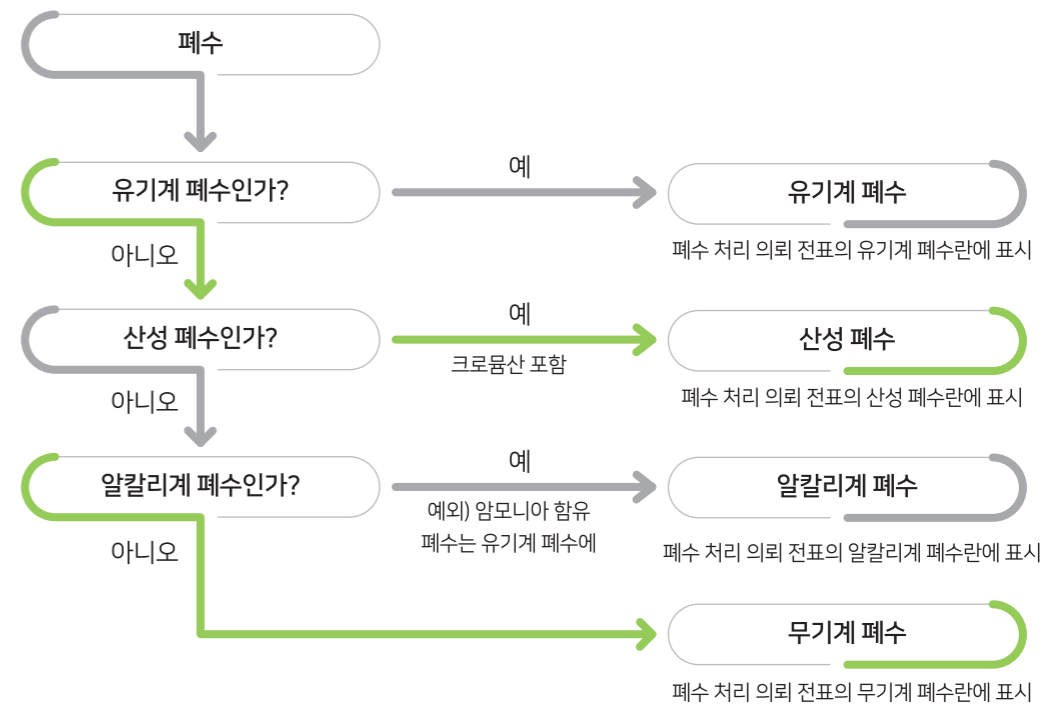 폐수
유기계 폐수인가?
예
유기계 폐수
폐수 처리 의뢰 전표의 유기계 폐수란에 표시
아니오
산성 폐수인가?
예
크로뮴산 포함
산성 폐수
폐수 처리 의뢰 전표의 산성 폐수란에 표시
아니오
알칼리계 폐수인가?
예
예외) 암모니아 함유
폐수는 유기계 폐수에
알칼리계 폐수
폐수 처리 의뢰 전표의 알칼리계 폐수란에 표시
아니오
무기계 폐수
폐수 처리 의뢰 전표의 무기계 폐수란에 표시